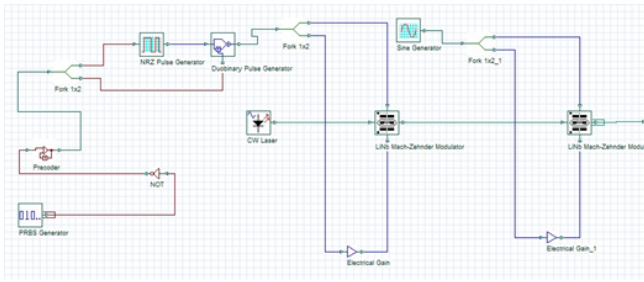 Fork 1x2
Sine Generator
NRZ Pulse Generator
Duobinary Pulse Generator
Fork 1x2_1
Fork 1x2
CW Laser
LiNb Mach-Zehnder Modulator
LiNb Mach-Zehnder Modu
Precoder
NOT
PRBS Generator
Electrical Gain_1
Electrical Gain